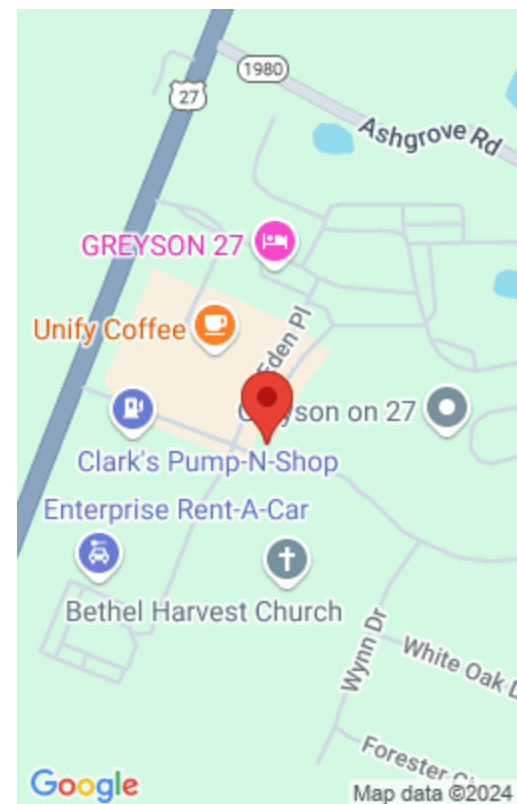 1980
27
Ashgrove Rd
GREYSON 27
Unify Coffee
Eden Pl
yson on 27
Clark's Pump-N-Shop
Enterprise Rent-A-Car
Bethel Harvest Church
Wynn Dr
White Oak
Forester
Google
Map data ©2024